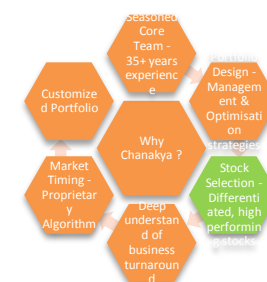 Seasoned
Core
Team -
35+ years
experienc
e
Portfolio
Design -
Managem
ent &
Optimisati
on
strategies
Stock
Selection -
Differenti
ated, high
performin
g stocks
Deep
understan
d of
business
turnaroun
d
Market
Timing -
Proprietar
y
Algorithm
Customize
d Portfolio
Why
Chanakya ?